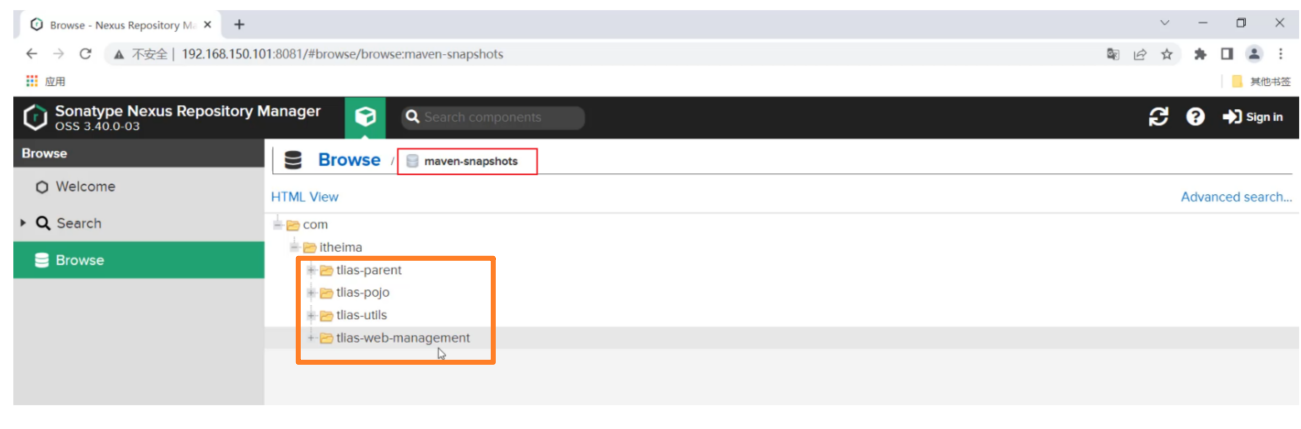 Browse - Nexus Repository Ma
不安全 | 192.168.150.101:8081/#browse/browse:maven-snapshots
应用
其他书签
Sonatype Nexus Repository Manager
OSS 3.40.0-03
Search components
Sign in
Browse
Browse / maven-snapshots
Welcome
HTML View
Advanced search...
Search
com
itheima
Browse
tlias-parent
tlias-pojo
tlias-utils
tlias-web-management